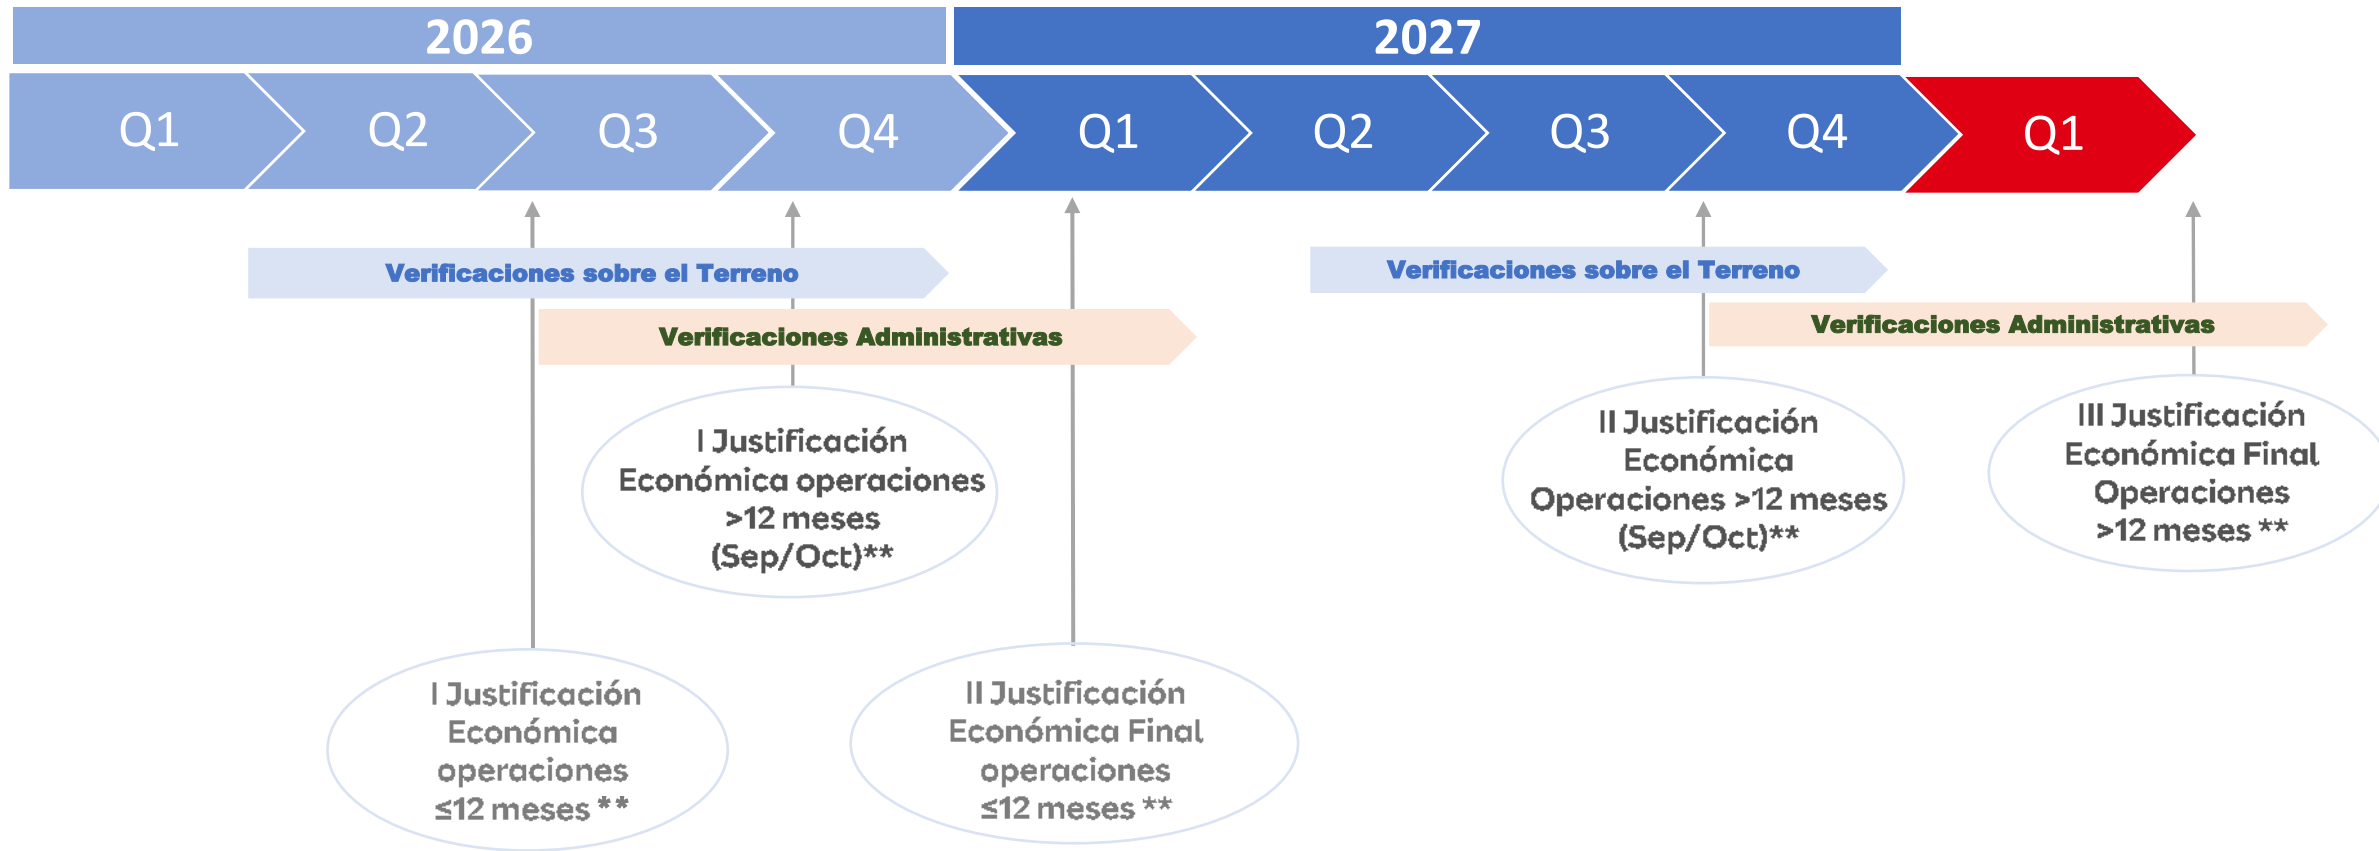 2026
2027
Q1
Q2
Q3
Q4
Q1
Q2
Q3
Q4
Q1
Verificaciones sobre el Terreno
Verificaciones Administrativas
Verificaciones sobre el Terreno
Verificaciones Administrativas
I Justificación
Económica operaciones
>12 meses
(Sep/Oct)**
II Justificación
Económica
Operaciones >12 meses
(Sep/Oct)**
III Justificación
Económica Final
Operaciones
>12 meses **
I Justificación
Económica
operaciones
≤12 meses **
II Justificación
Económica Final
operaciones
≤12 meses **